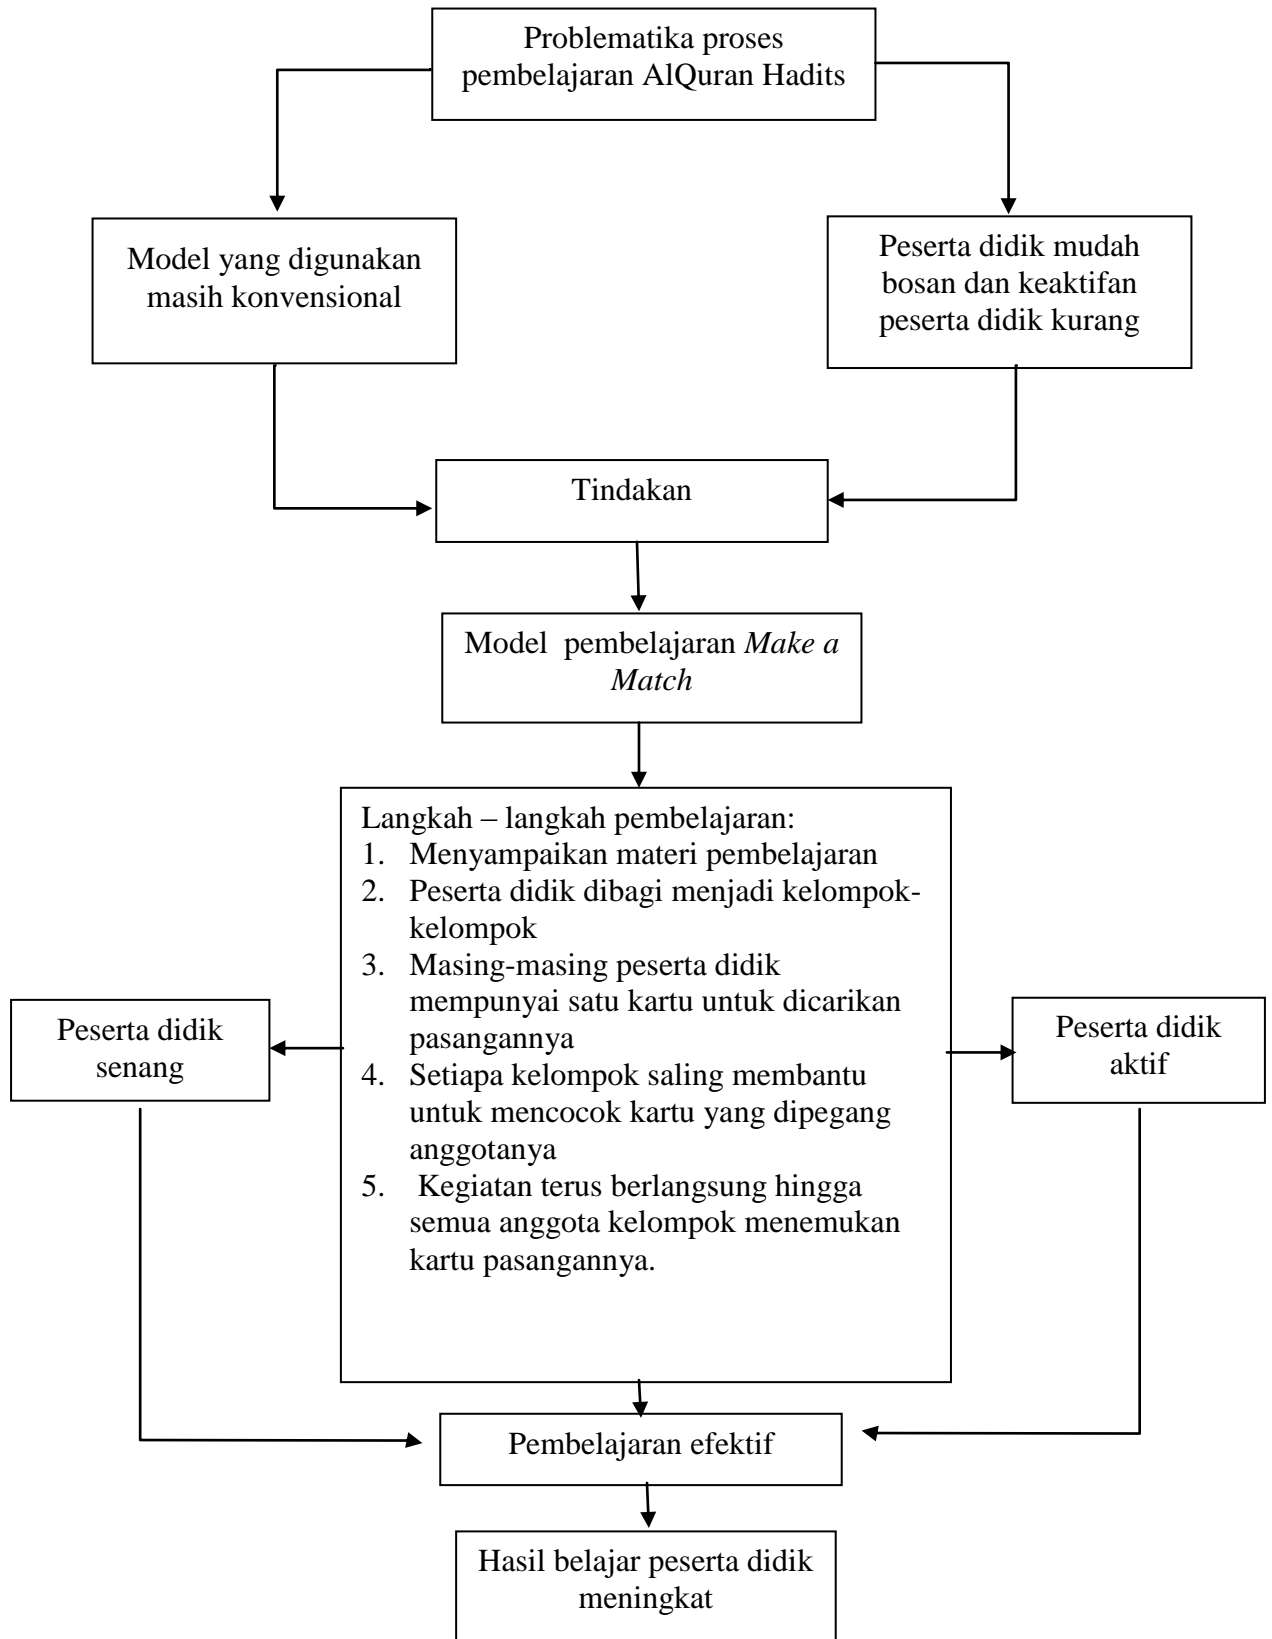 Problematika proses
pembelajaran AlQuran Hadits
Model yang digunakan
masih konvensional
Peserta didik mudah
bosan dan keaktifan
peserta didik kurang
Tindakan
Model  pembelajaran Make a
Match
Langkah – langkah pembelajaran:
1. Menyampaikan materi pembelajaran
2. Peserta didik dibagi menjadi kelompok-
kelompok
3. Masing-masing peserta didik
mempunyai satu kartu untuk dicarikan
pasangannya
4. Setiapa kelompok saling membantu
untuk mencocok kartu yang dipegang
anggotanya
5.  Kegiatan terus berlangsung hingga
semua anggota kelompok menemukan
kartu pasangannya.
Peserta didik
senang
Peserta didik
aktif
Pembelajaran efektif
Hasil belajar peserta didik
meningkat